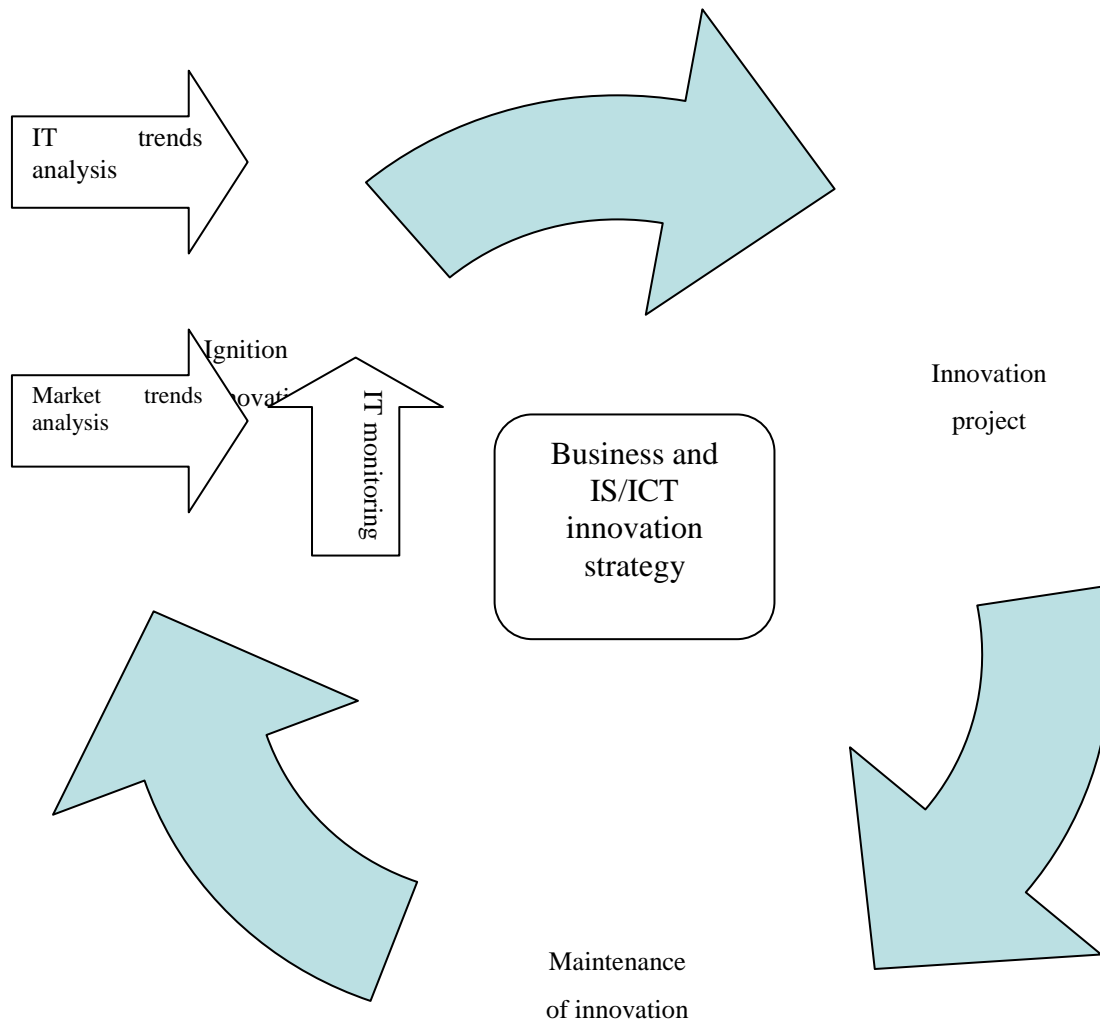 IT trends
analysis
Ignition
Market trends
analysis
IT monitoring
Business and
IS/ICT
innovation
strategy
Innovation
project
Maintenance
of innovation